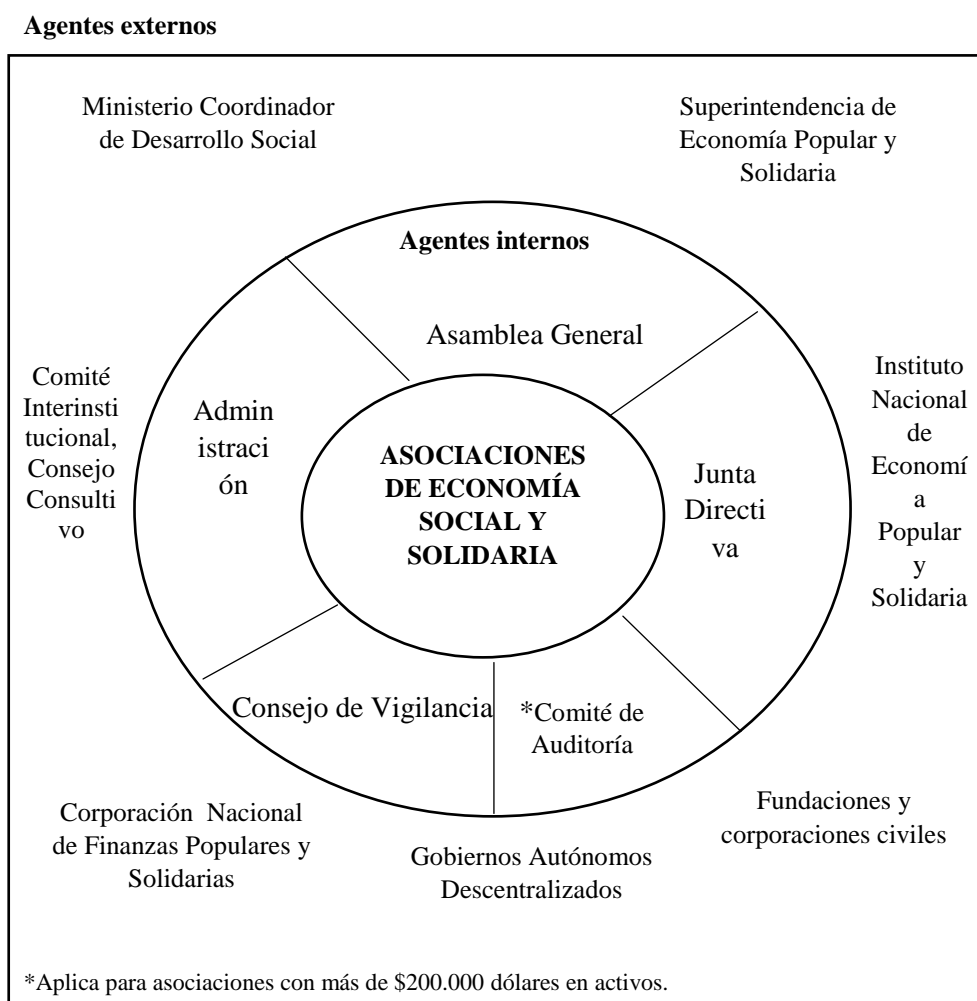 Agentes externos
Ministerio Coordinador
de Desarrollo Social
Superintendencia de
Economía Popular y
Solidaria
Agentes internos
Asamblea General
Comité
Interinsti
tucional,
Consejo
Consulti
vo
Admin
istraci
ón
ASOCIACIONES
DE ECONOMÍA
SOCIAL Y
SOLIDARIA
Junta
Directi
va
Instituto
Nacional
de
Economí
a
Popular
y
Solidaria
Consejo de Vigilancia
*Comité de
Auditoría
Corporación Nacional
de Finanzas Populares y
Solidarias
Gobiernos Autónomos
Descentralizados
Fundaciones y
corporaciones civiles
*Aplica para asociaciones con más de $200.000 dólares en activos.